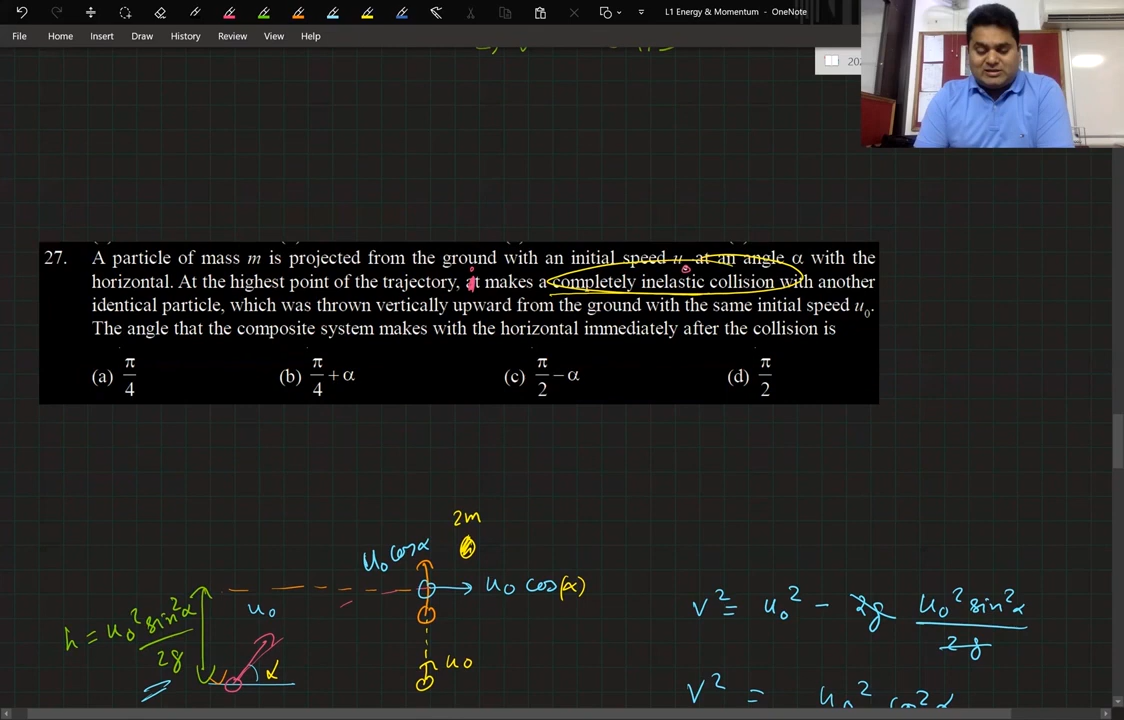 L1 Energy & Momentum - OneNote
File Home Insert Draw History Review View Help
202
27. A particle of mass m is projected from the ground with an initial speed u₀ at an angle α with the
horizontal. At the highest point of the trajectory, it makes a completely inelastic collision with another
identical particle, which was thrown vertically upward from the ground with the same initial speed u₀.
The angle that the composite system makes with the horizontal immediately after the collision is
(a) π/4 (b) π/4 + α (c) π/2 − α (d) π/2
2m
u₀ cosα
u₀ cos(α)
h = u₀² sin²α / 2g
u₀
α
u₀
V² = u₀² − 2g u₀² sin²α / 2g
V² = u₀² cos²α